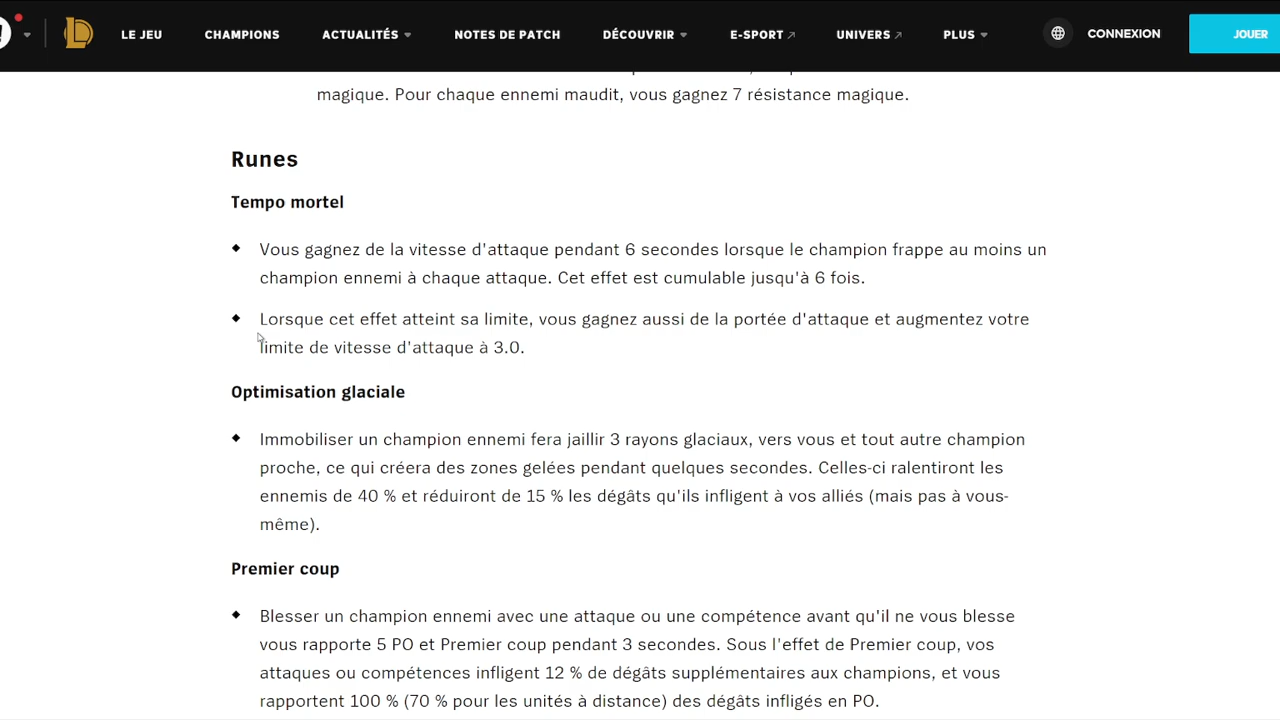 LE JEU CHAMPIONS ACTUALITÉS NOTES DE PATCH DÉCOUVRIR E-SPORT UNIVERS PLUS CONNEXION JOUER
magique. Pour chaque ennemi maudit, vous gagnez 7 résistance magique.
Runes
Tempo mortel
Vous gagnez de la vitesse d'attaque pendant 6 secondes lorsque le champion frappe au moins un
champion ennemi à chaque attaque. Cet effet est cumulable jusqu'à 6 fois.
Lorsque cet effet atteint sa limite, vous gagnez aussi de la portée d'attaque et augmentez votre
limite de vitesse d'attaque à 3.0.
Optimisation glaciale
Immobiliser un champion ennemi fera jaillir 3 rayons glaciaux, vers vous et tout autre champion
proche, ce qui créera des zones gelées pendant quelques secondes. Celles-ci ralentiront les
ennemis de 40 % et réduiront de 15 % les dégâts qu'ils infligent à vos alliés (mais pas à vous-
même).
Premier coup
Blesser un champion ennemi avec une attaque ou une compétence avant qu'il ne vous blesse
vous rapporte 5 PO et Premier coup pendant 3 secondes. Sous l'effet de Premier coup, vos
attaques ou compétences infligent 12 % de dégâts supplémentaires aux champions, et vous
rapportent 100 % (70 % pour les unités à distance) des dégâts infligés en PO.